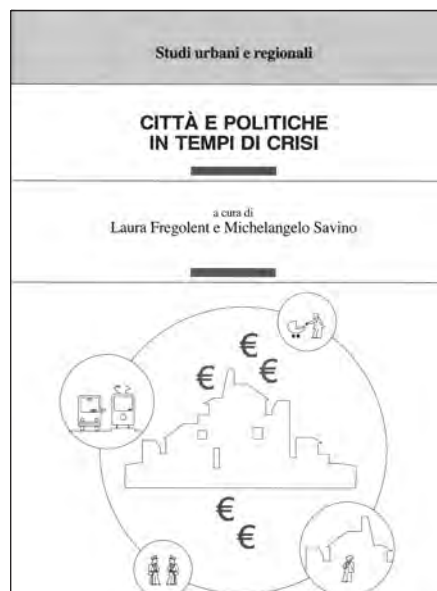 Studi urbani e regionali
CITTÀ E POLITICHE
IN TEMPI DI CRISI
a cura di
Laura Fregolent e Michelangelo Savino
€
€
€
€
€